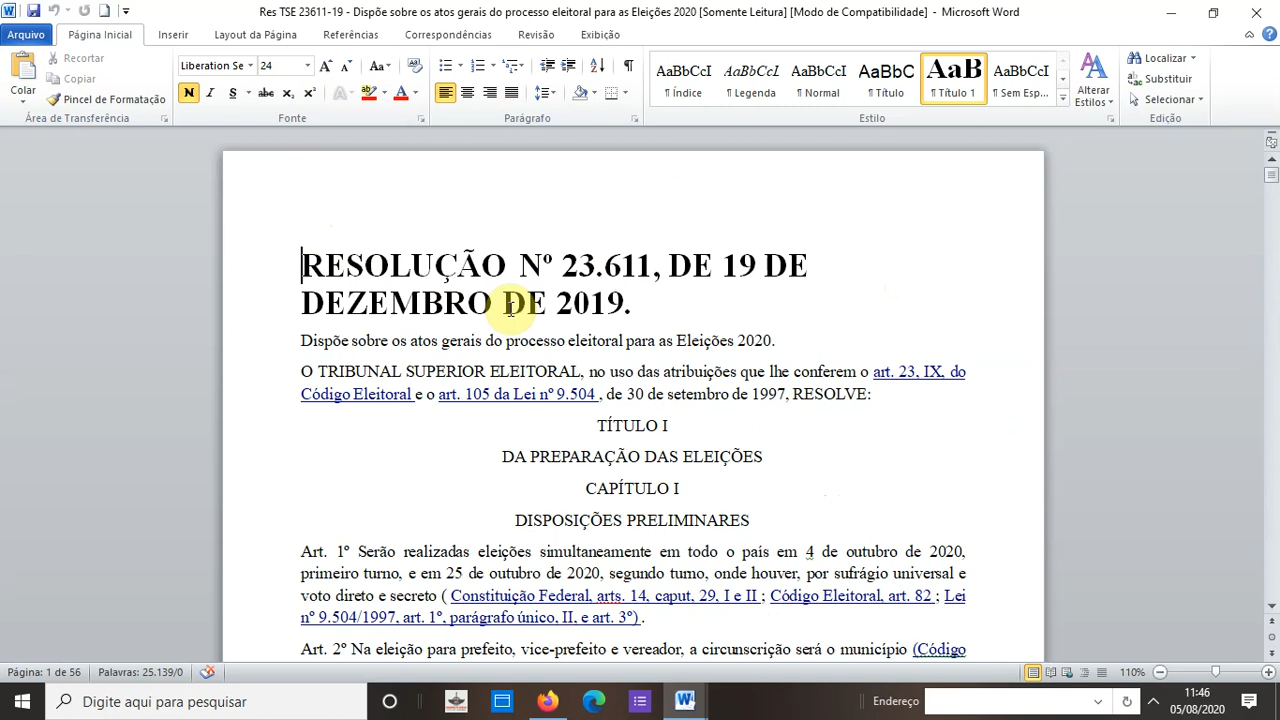 Res TSE 23611-19 - Dispõe sobre os atos gerais do processo eleitoral para as Eleições 2020 [Somente Leitura] [Modo de Compatibilidade] - Microsoft Word
Arquivo Página Inicial Inserir Layout da Página Referências Correspondências Revisão Exibição
Colar
Recortar
Copiar
Pincel de Formatação
Área de Transferência
Liberation Se 24
Fonte
Parágrafo
AaBbCcI AaBbCcI AaBbCcI AaBbC AaB AaBbCcI
¶ Índice ¶ Legenda ¶ Normal ¶ Título ¶ Título 1 ¶ Sem Esp...
Alterar
Estilos
Estilo
Localizar
Substituir
Selecionar
Edição
RESOLUÇÃO Nº 23.611, DE 19 DE
DEZEMBRO DE 2019.
Dispõe sobre os atos gerais do processo eleitoral para as Eleições 2020.
O TRIBUNAL SUPERIOR ELEITORAL, no uso das atribuições que lhe conferem o art. 23, IX, do
Código Eleitoral e o art. 105 da Lei nº 9.504 , de 30 de setembro de 1997, RESOLVE:
TÍTULO I
DA PREPARAÇÃO DAS ELEIÇÕES
CAPÍTULO I
DISPOSIÇÕES PRELIMINARES
Art. 1º Serão realizadas eleições simultaneamente em todo o país em 4 de outubro de 2020,
primeiro turno, e em 25 de outubro de 2020, segundo turno, onde houver, por sufrágio universal e
voto direto e secreto ( Constituição Federal, arts. 14, caput, 29, I e II ; Código Eleitoral, art. 82 ; Lei
nº 9.504/1997, art. 1º, parágrafo único, II, e art. 3º) .
Art. 2º Na eleição para prefeito, vice-prefeito e vereador, a circunscrição será o município (Código
Página: 1 de 56 Palavras: 25.139/0 110%
Digite aqui para pesquisar
Endereço
11:46
05/08/2020